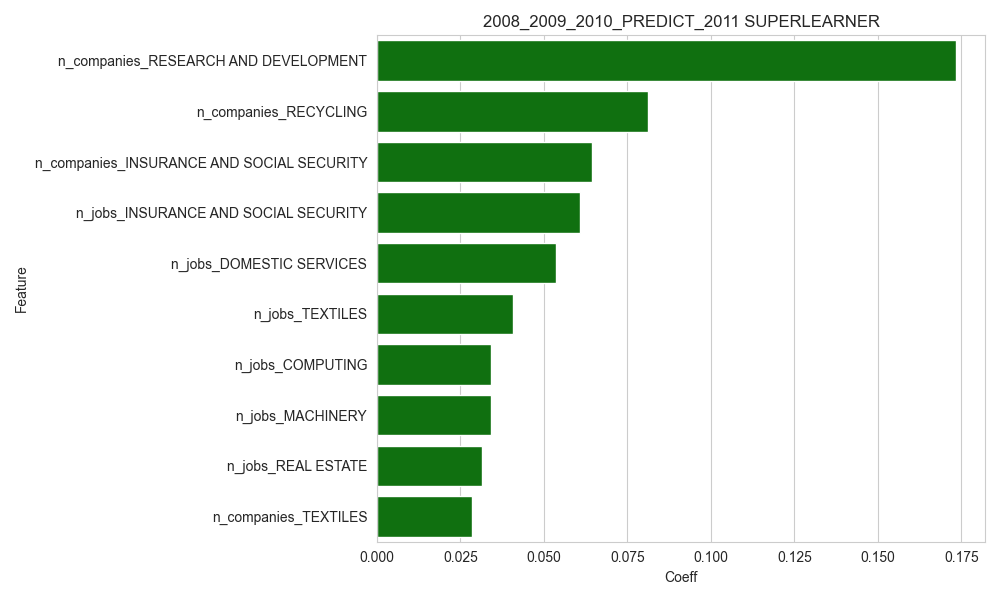 2008_2009_2010_PREDICT_2011 SUPERLEARNER
n_companies_RESEARCH AND DEVELOPMENT
n_companies_RECYCLING
n_companies_INSURANCE AND SOCIAL SECURITY
n_jobs_INSURANCE AND SOCIAL SECURITY
n_jobs_DOMESTIC SERVICES
n_jobs_TEXTILES
n_jobs_COMPUTING
n_jobs_MACHINERY
n_jobs_REAL ESTATE
n_companies_TEXTILES
Feature
0.000 0.025 0.050 0.075 0.100 0.125 0.150 0.175
Coeff